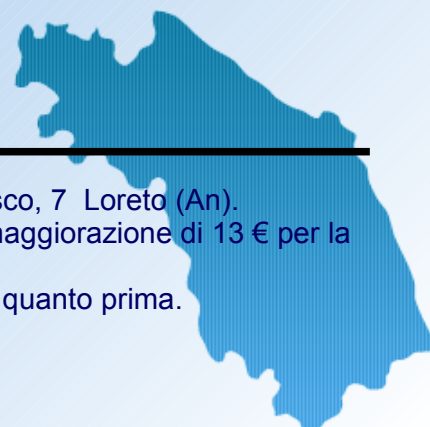 sco, 7 Loreto (An).
maggiorazione di 13 € per la
quanto prima.